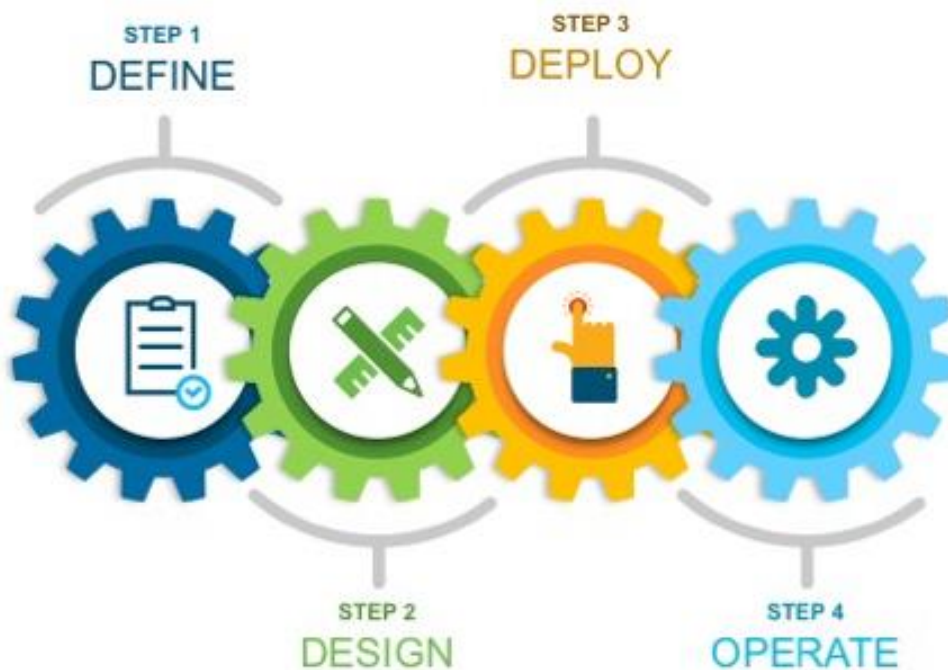 STEP 1
DEFINE
STEP 2
DESIGN
STEP 3
DEPLOY
STEP 4
OPERATE